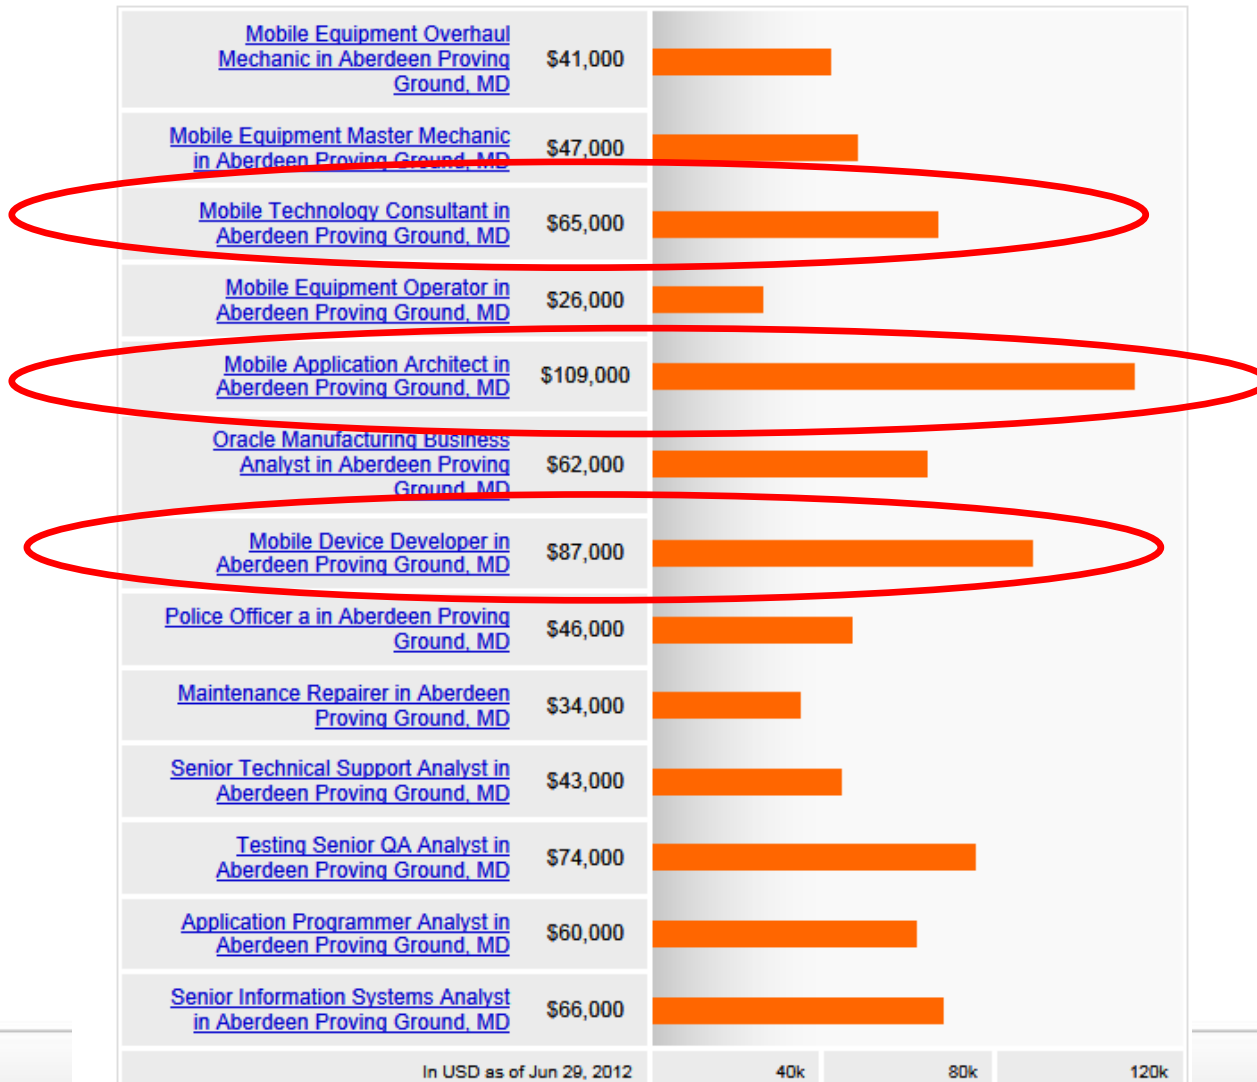 Mobile Equipment Overhaul
Mechanic in Aberdeen Proving
Ground, MD
$41,000
Mobile Equipment Master Mechanic
in Aberdeen Proving Ground, MD
$47,000
Mobile Technology Consultant in
Aberdeen Proving Ground, MD
$65,000
Mobile Equipment Operator in
Aberdeen Proving Ground, MD
$26,000
Mobile Application Architect in
Aberdeen Proving Ground, MD
$109,000
Oracle Manufacturing Business
Analyst in Aberdeen Proving
Ground, MD
$62,000
Mobile Device Developer in
Aberdeen Proving Ground, MD
$87,000
Police Officer a in Aberdeen Proving
Ground, MD
$46,000
Maintenance Repairer in Aberdeen
Proving Ground, MD
$34,000
Senior Technical Support Analyst in
Aberdeen Proving Ground, MD
$43,000
Testing Senior QA Analyst in
Aberdeen Proving Ground, MD
$74,000
Application Programmer Analyst in
Aberdeen Proving Ground, MD
$60,000
Senior Information Systems Analyst
in Aberdeen Proving Ground, MD
$66,000
In USD as of Jun 29, 2012 40k 80k 120k